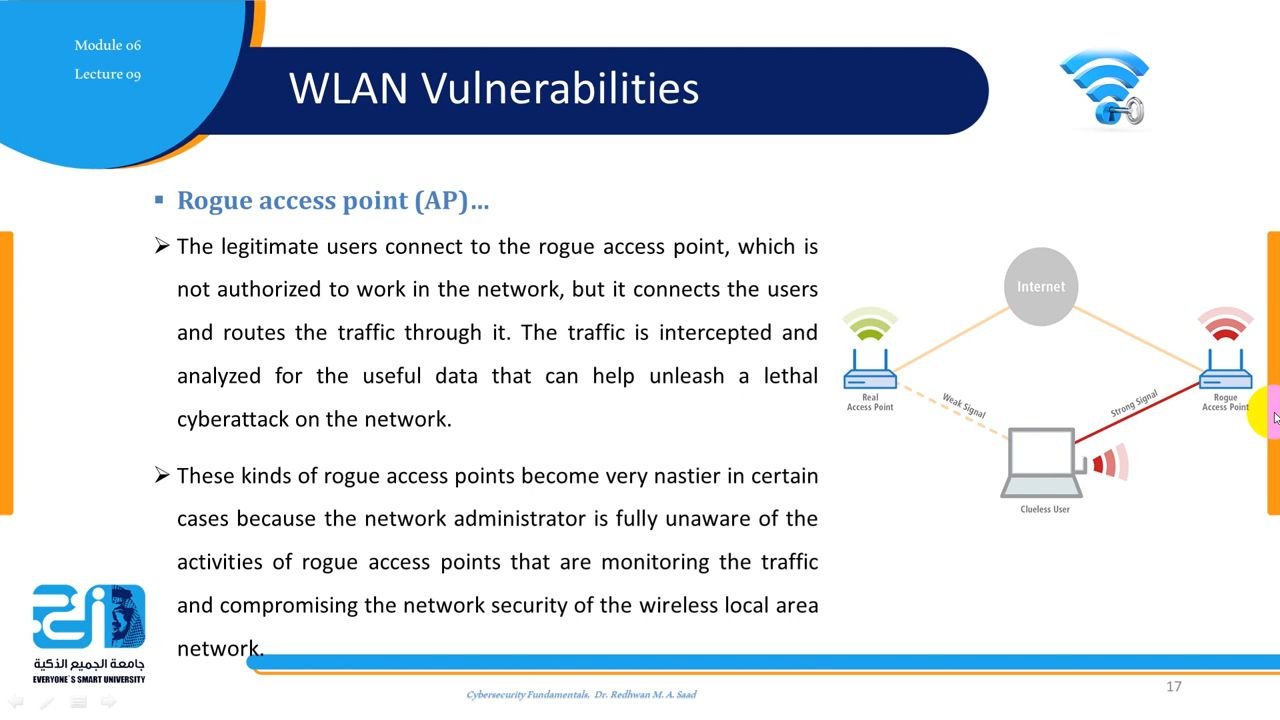 Module 06
Lecture 09
WLAN Vulnerabilities
Rogue access point (AP)...
The legitimate users connect to the rogue access point, which is
not authorized to work in the network, but it connects the users
and routes the traffic through it. The traffic is intercepted and
analyzed for the useful data that can help unleash a lethal
cyberattack on the network.
These kinds of rogue access points become very nastier in certain
cases because the network administrator is fully unaware of the
activities of rogue access points that are monitoring the traffic
and compromising the network security of the wireless local area
network.
Internet
Real
Access Point
Weak Signal
Strong Signal
Rogue
Access Point
Clueless User
جامعة الجميع الذكية
EVERYONE`S SMART UNIVERSITY
Cybersecurity Fundamentals, Dr. Redhwan M. A. Saad
17